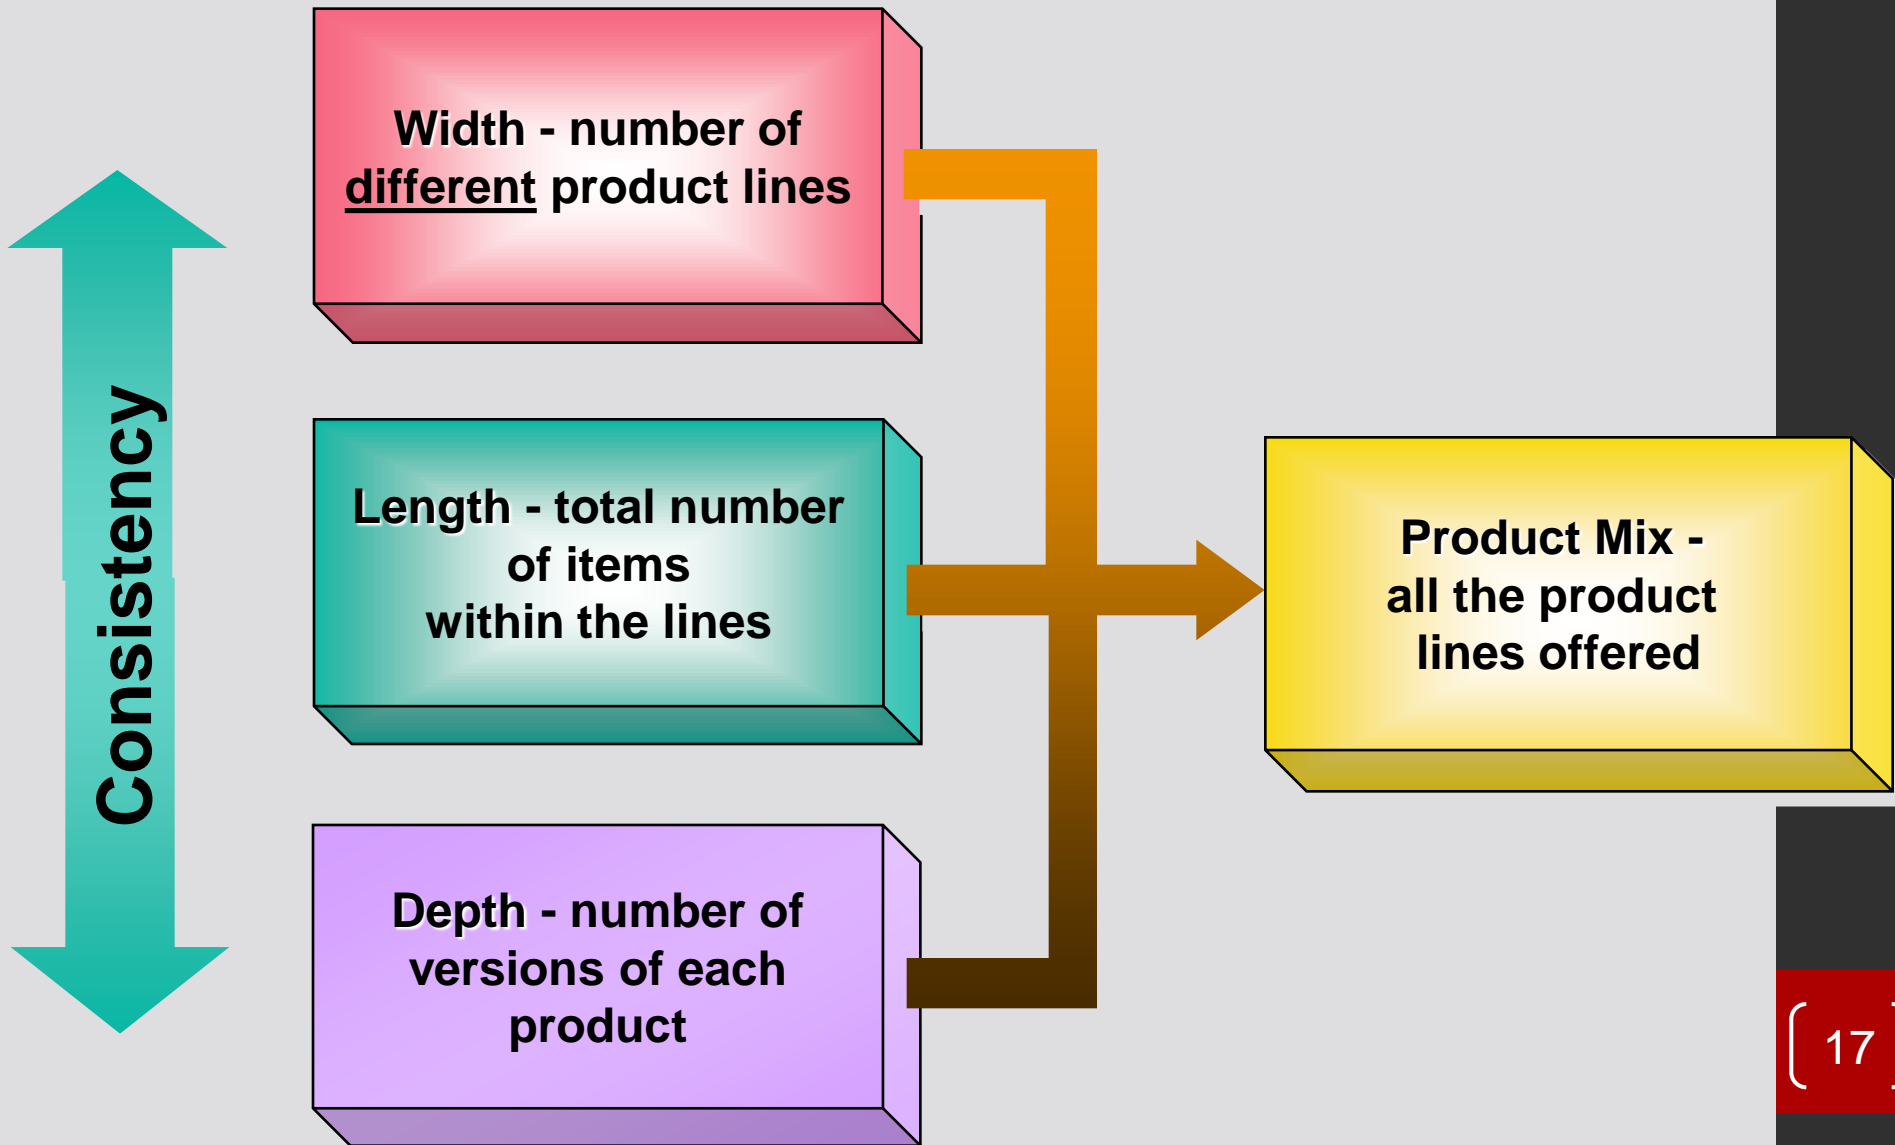 Width - number of
different product lines
Consistency
Length - total number
of items
within the lines
Product Mix -
all the product
lines offered
Depth - number of
versions of each
product
17